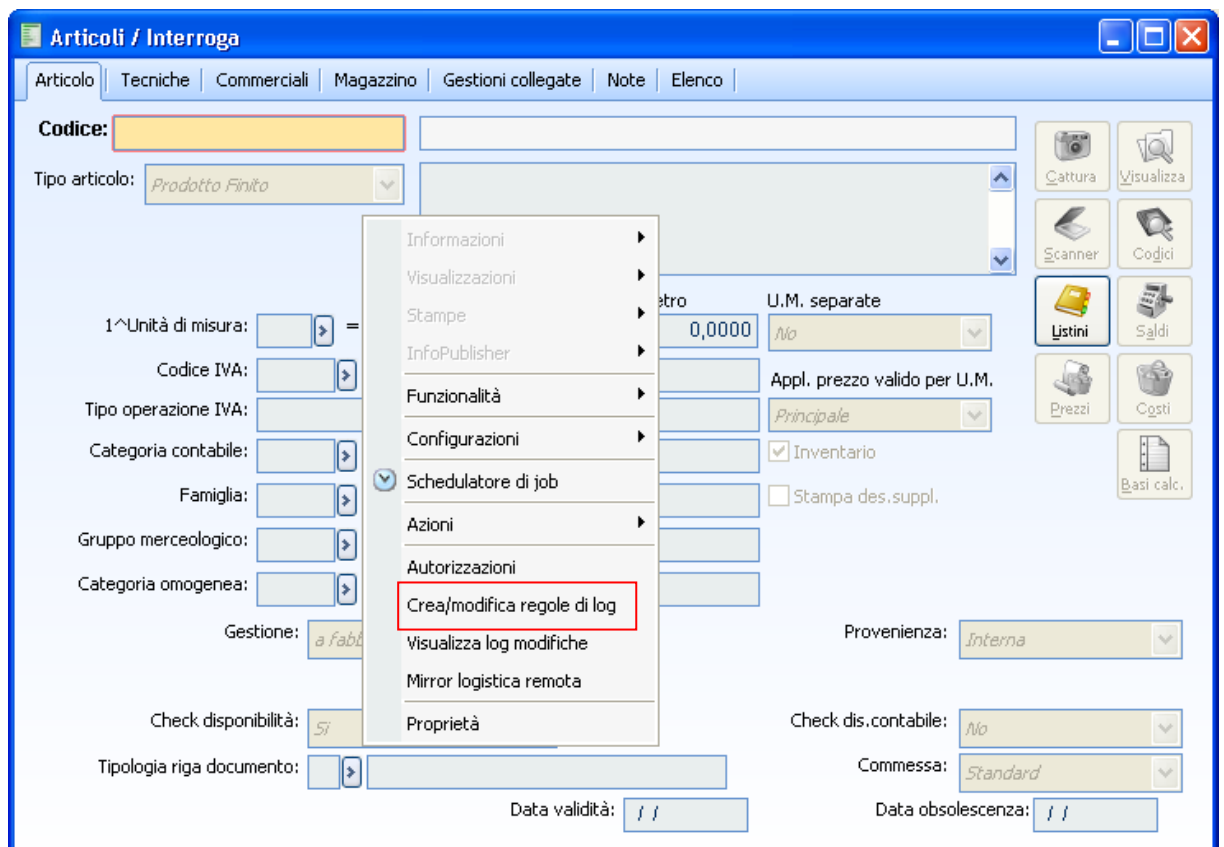 Articoli / Interroga
Articolo Tecniche Commerciali Magazzino Gestioni collegate Note Elenco
Codice:
Tipo articolo: Prodotto Finito
Cattura Visualizza
Scanner Codici
Listini Saldi
Prezzi Costi
Basi calc.
Informazioni
Visualizzazioni
Stampe
InfoPublisher
Funzionalità
Configurazioni
Schedulatore di job
Azioni
Autorizzazioni
Crea/modifica regole di log
Visualizza log modifiche
Mirror logistica remota
Proprietà
U.M. separate
1^Unità di misura: = 0,0000 No
Codice IVA:
Appl. prezzo valido per U.M.
Tipo operazione IVA: Principale
Categoria contabile: Inventario
Famiglia: Stampa des.suppl.
Gruppo merceologico:
Categoria omogenea:
Gestione: a fabb Provenienza: Interna
Check disponibilità: Si Check dis.contabile: No
Tipologia riga documento: Commessa: Standard
Data validità: / / Data obsolescenza: / /